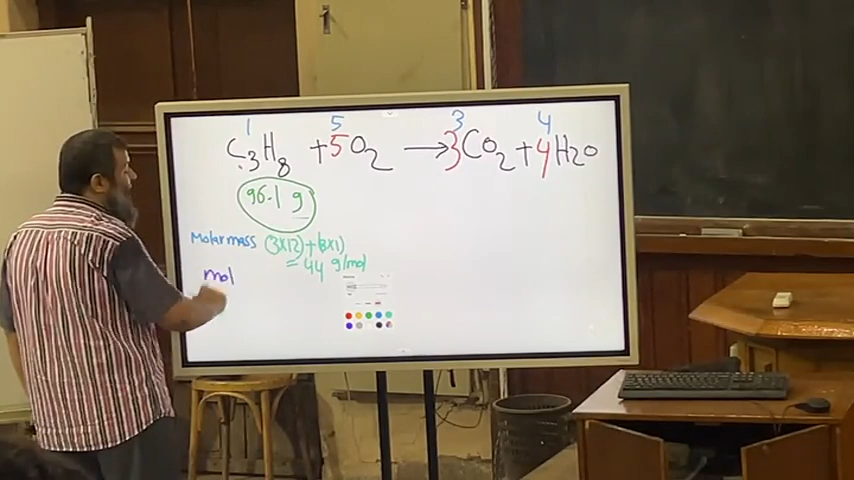 1 5 3 4
C3H8 + 5O2 → 3CO2 + 4H2O
96.1 g
Molar mass (3x12) + (8x1)
= 44 g/mol
mol